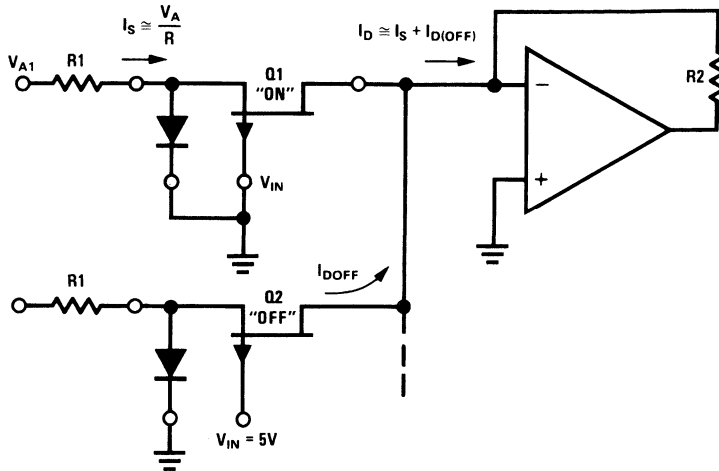 I_S ≅ V_A / R
I_D ≅ I_S + I_D(OFF)
V_A1
R1
Q1
"ON"
V_IN
R2
−
+
R1
Q2
"OFF"
I_DOFF
V_IN = 5V